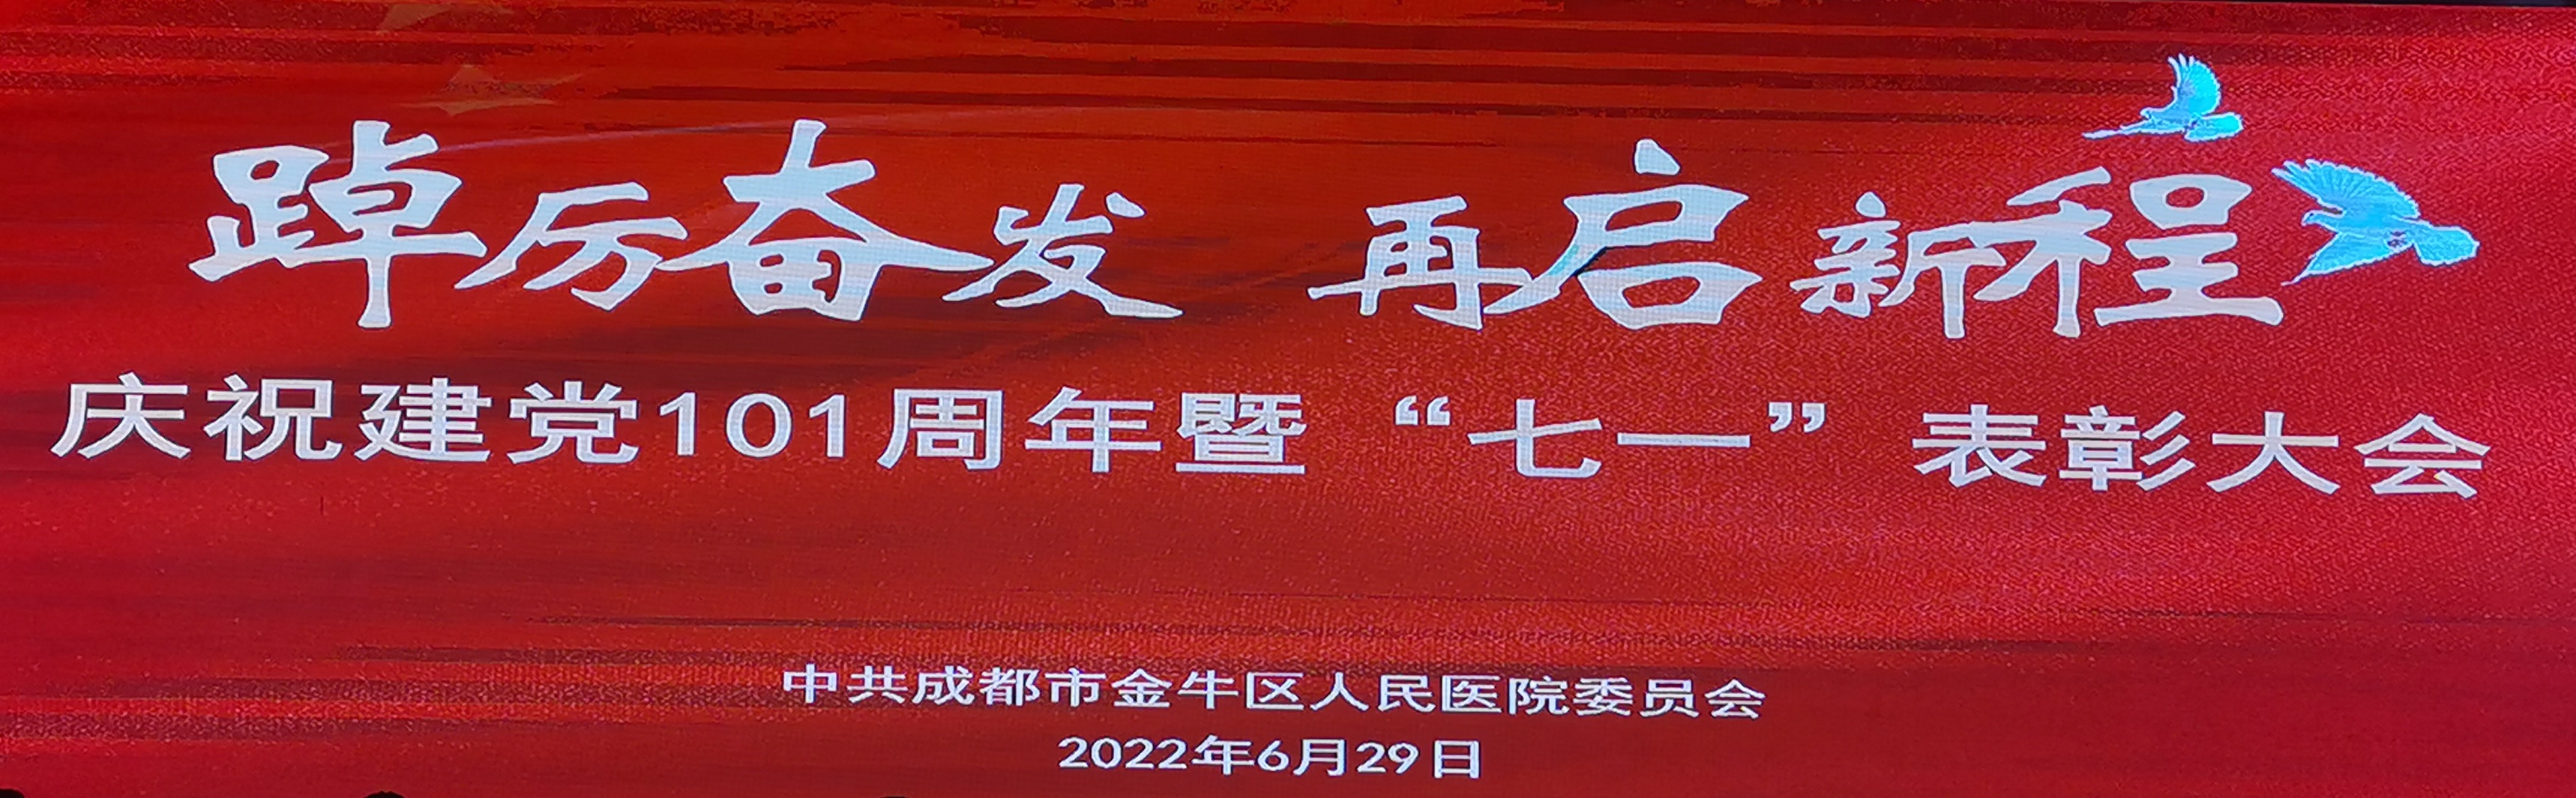 踔厉奋发 再启新程
庆祝建党101周年暨“七一”表彰大会
中共成都市金牛区人民医院委员会
2022年6月29日